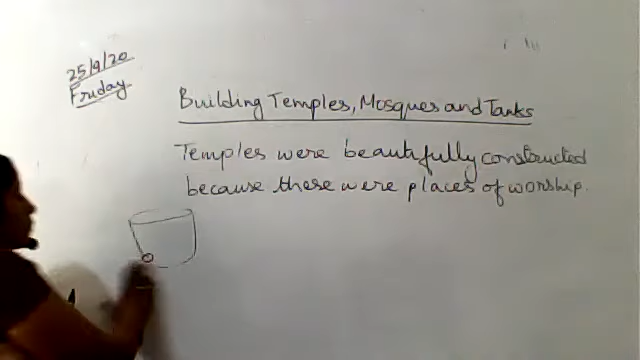 25/9/20
Friday
Building Temples, Mosques and Tanks
Temples were beautifully constructed
because these were places of worship.